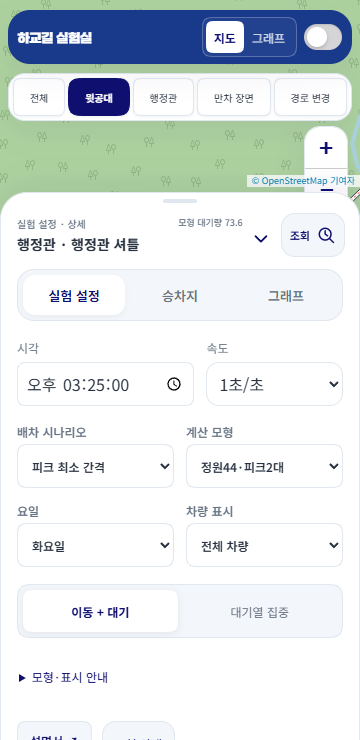 하교길 실험실
지도 그래프
전체 윗공대 행정관 만차 장면 경로 변경
+
© OpenStreetMap 기여자
실험 설정 · 상세
모형 대기량 73.6
행정관 · 행정관 셔틀
조회
실험 설정 승차지 그래프
시각 속도
오후 03:25:00 1초/초
배차 시나리오 계산 모형
피크 최소 간격 정원44·피크2대
요일 차량 표시
화요일 전체 차량
이동 + 대기 대기열 집중
▶ 모형·표시 안내